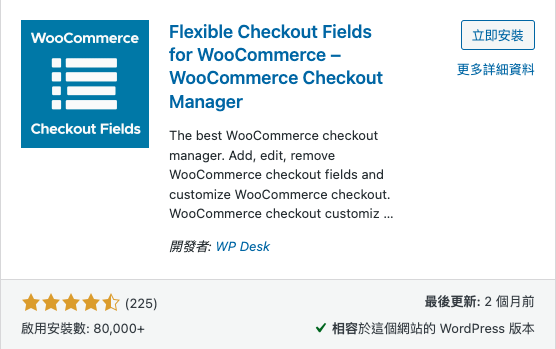 WooCommerce
Checkout Fields
Flexible Checkout Fields
for WooCommerce –
WooCommerce Checkout
Manager
立即安裝
更多詳細資料
The best WooCommerce checkout
manager. Add, edit, remove
WooCommerce checkout fields and
customize WooCommerce checkout.
WooCommerce checkout customiz ...
開發者: WP Desk
(225)
最後更新: 2 個月前
啟用安裝數: 80,000+
相容於這個網站的 WordPress 版本